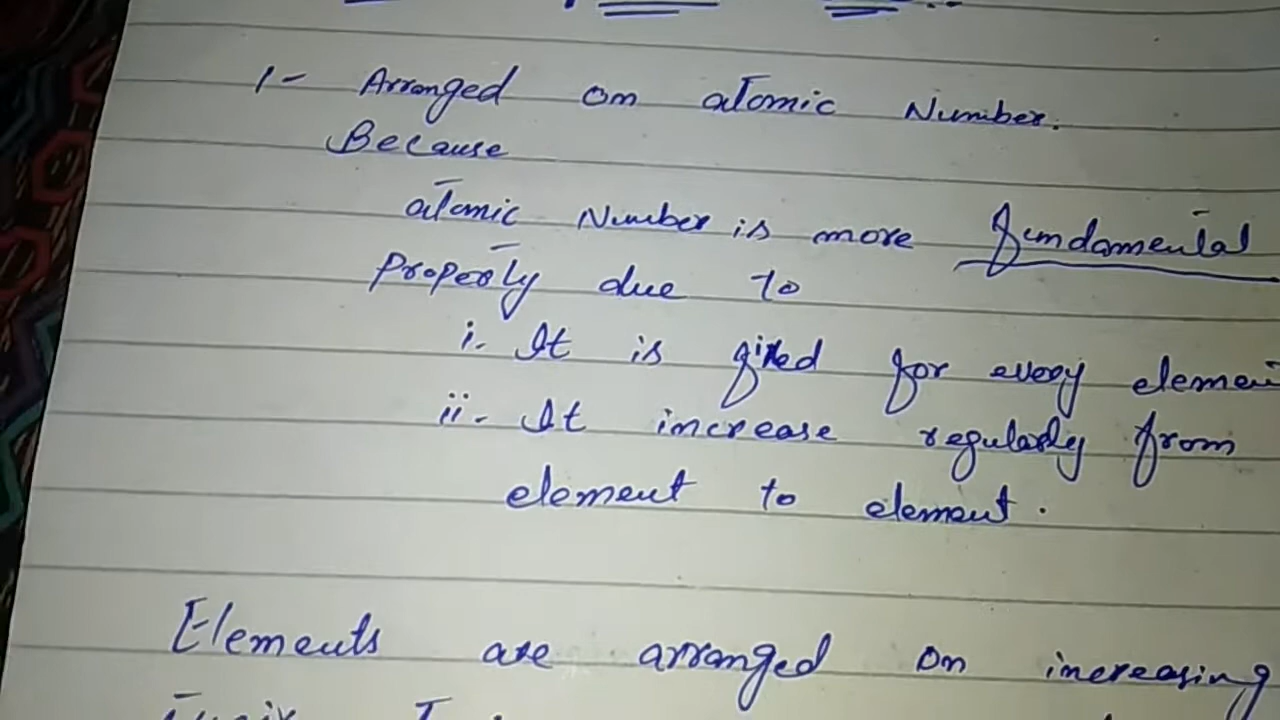 1- Arranged on atomic Number.
Because
atomic Number is more fundamental
Property due to
i. It is fixed for every element
ii. It increase regularly from
element to element.
Elements are arranged on increasing